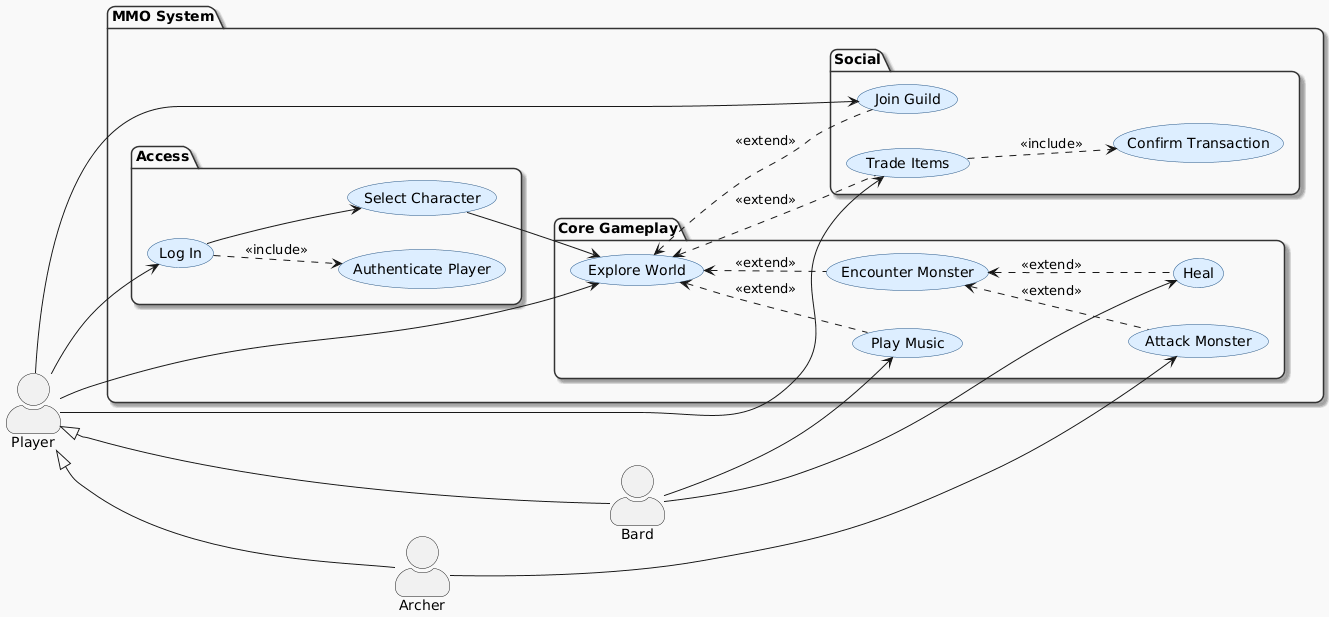 MMO System
Social
Join Guild
«extend»
Trade Items
«include»
Confirm Transaction
Access
Select Character
«extend»
Log In
«include»
Authenticate Player
Core Gameplay
Explore World
«extend»
Encounter Monster
«extend»
Heal
«extend»
«extend»
Play Music
Attack Monster
Player
Bard
Archer